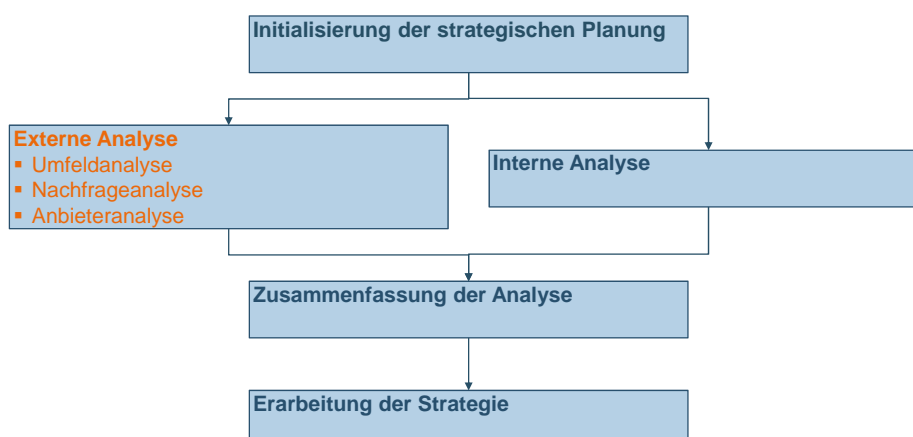 Initialisierung der strategischen Planung
Externe Analyse
▪ Umfeldanalyse
▪ Nachfrageanalyse
▪ Anbieteranalyse
Interne Analyse
Zusammenfassung der Analyse
Erarbeitung der Strategie